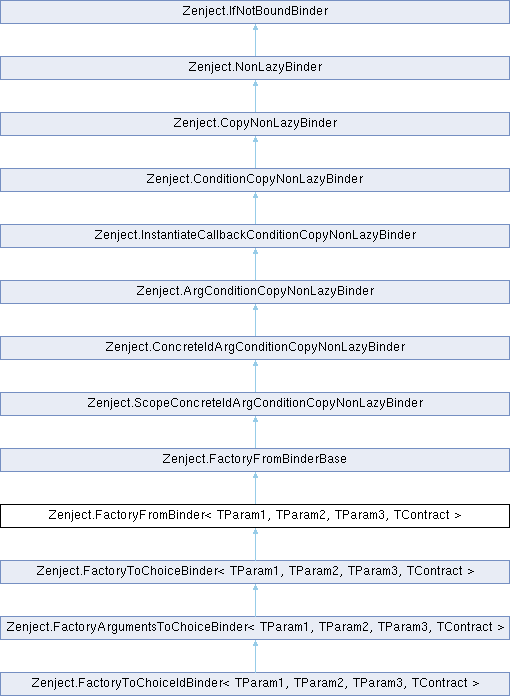 Zenject.IfNotBoundBinder
Zenject.NonLazyBinder
Zenject.CopyNonLazyBinder
Zenject.ConditionCopyNonLazyBinder
Zenject.InstantiateCallbackConditionCopyNonLazyBinder
Zenject.ArgConditionCopyNonLazyBinder
Zenject.ConcreteIdArgConditionCopyNonLazyBinder
Zenject.ScopeConcreteIdArgConditionCopyNonLazyBinder
Zenject.FactoryFromBinderBase
Zenject.FactoryFromBinder< TParam1, TParam2, TParam3, TContract >
Zenject.FactoryToChoiceBinder< TParam1, TParam2, TParam3, TContract >
Zenject.FactoryArgumentsToChoiceBinder< TParam1, TParam2, TParam3, TContract >
Zenject.FactoryToChoiceIdBinder< TParam1, TParam2, TParam3, TContract >